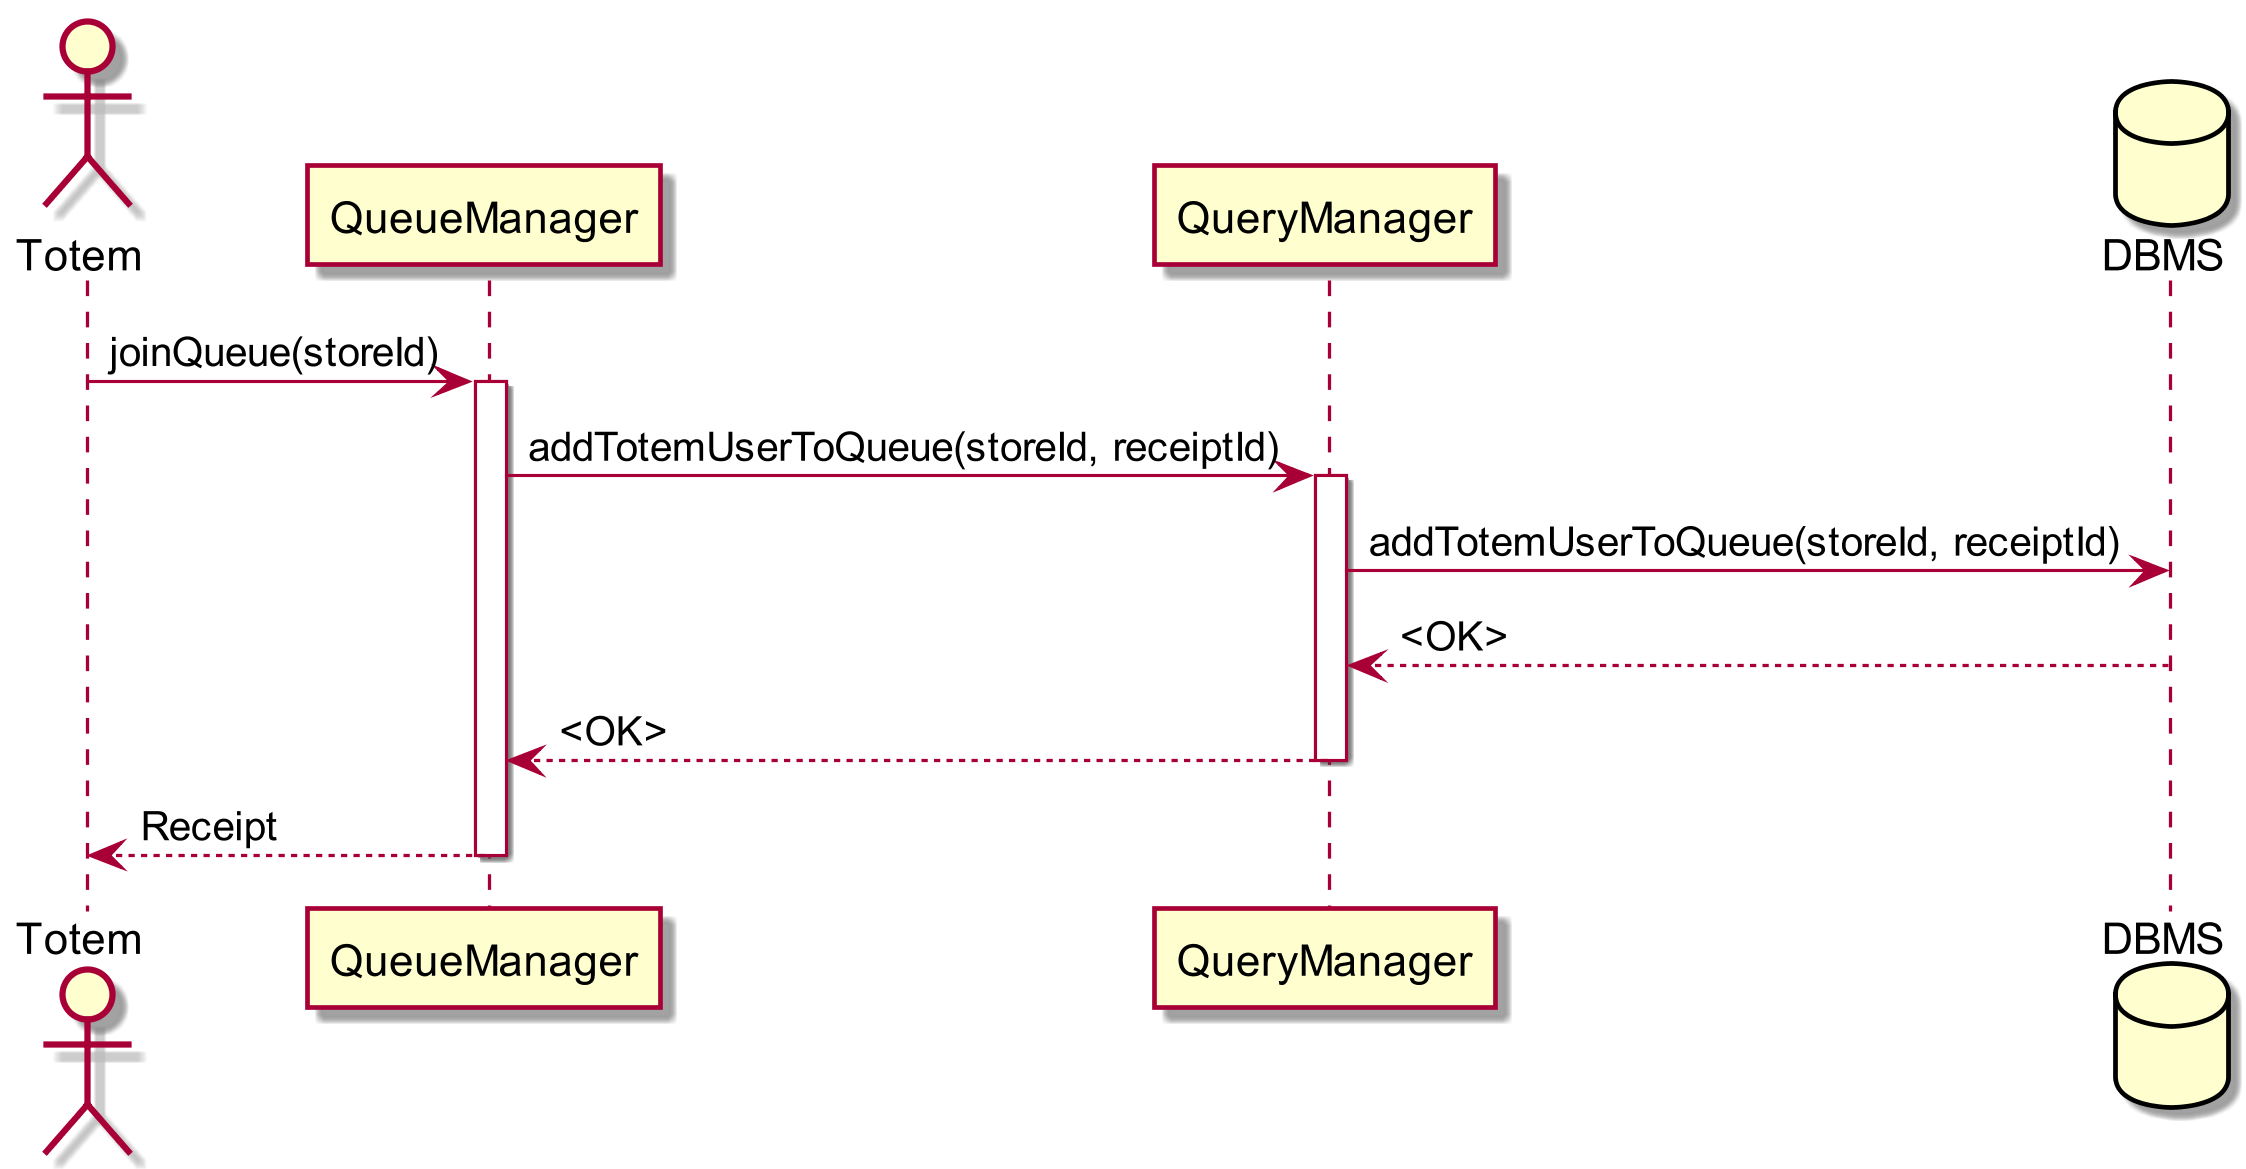 Totem
QueueManager
QueryManager
DBMS
joinQueue(storeId)
addTotemUserToQueue(storeId, receiptId)
addTotemUserToQueue(storeId, receiptId)
<OK>
<OK>
Receipt
Totem
QueueManager
QueryManager
DBMS